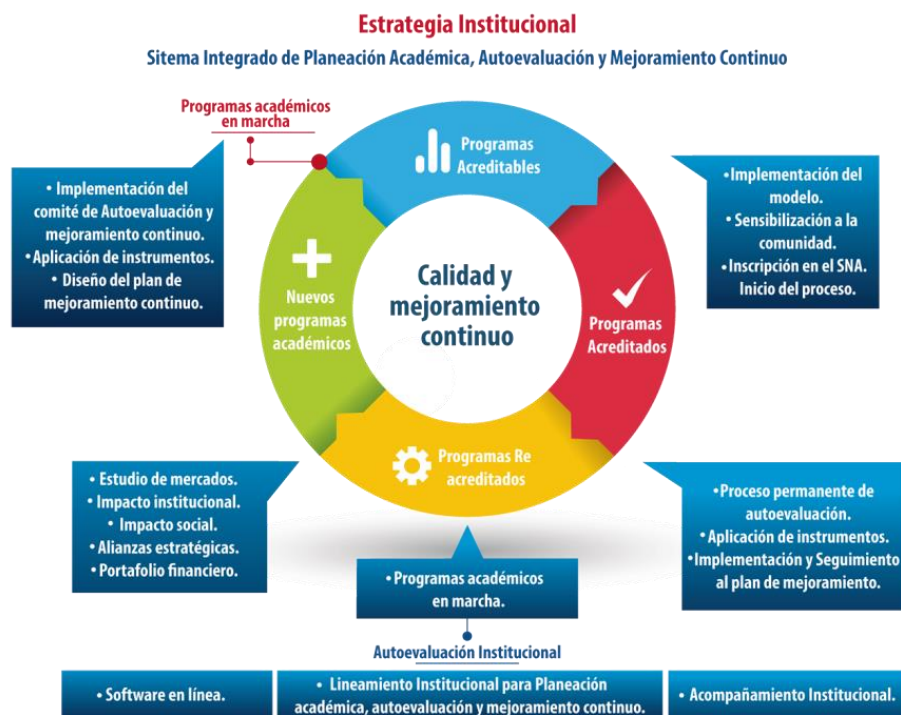 Estrategia Institucional
Sitema Integrado de Planeación Académica, Autoevaluación y Mejoramiento Continuo
Programas académicos
en marcha
• Implementación del
comité de Autoevaluación y
mejoramiento continuo.
• Aplicación de instrumentos.
• Diseño del plan de
mejoramiento continuo.
Programas
Acreditables
• Implementación del
modelo.
• Sensibilización a la
comunidad.
• Inscripción en el SNA.
Inicio del proceso.
Nuevos
programas
académicos
Calidad y
mejoramiento
continuo
Programas
Acreditados
Programas Re
acreditados
• Estudio de mercados.
• Impacto institucional.
• Impacto social.
• Alianzas estratégicas.
• Portafolio financiero.
• Programas académicos
en marcha.
• Proceso permanente de
autoevaluación.
• Aplicación de instrumentos.
• Implementación y Seguimiento
al plan de mejoramiento.
Autoevaluación Institucional
• Software en línea.
• Lineamiento Institucional para Planeación
académica, autoevaluación y mejoramiento continuo.
• Acompañamiento Institucional.